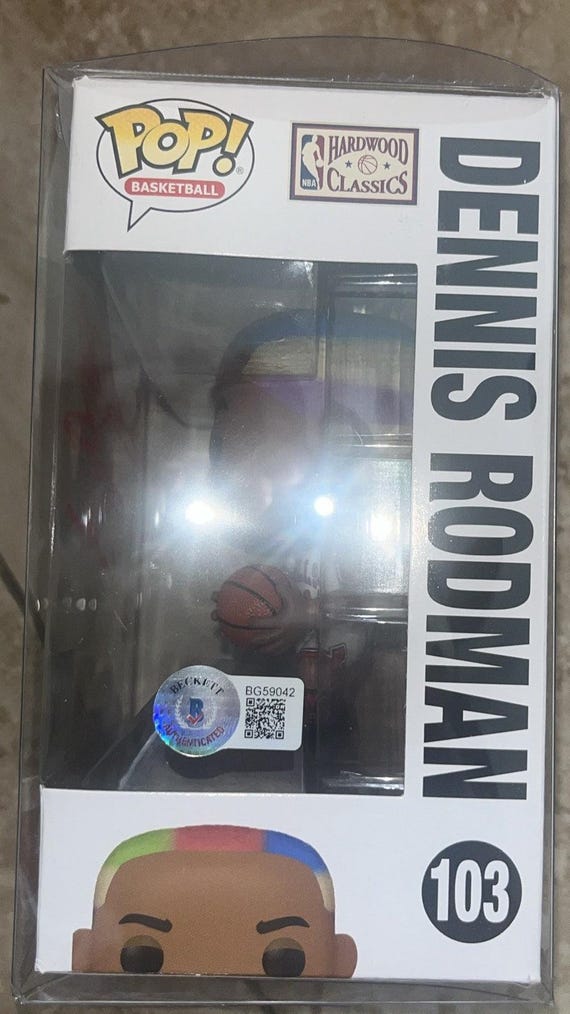 POP!
BASKETBALL
NBA
HARDWOOD
CLASSICS
DENNIS RODMAN
BECKETT
B
AUTHENTICATED
BG59042
103